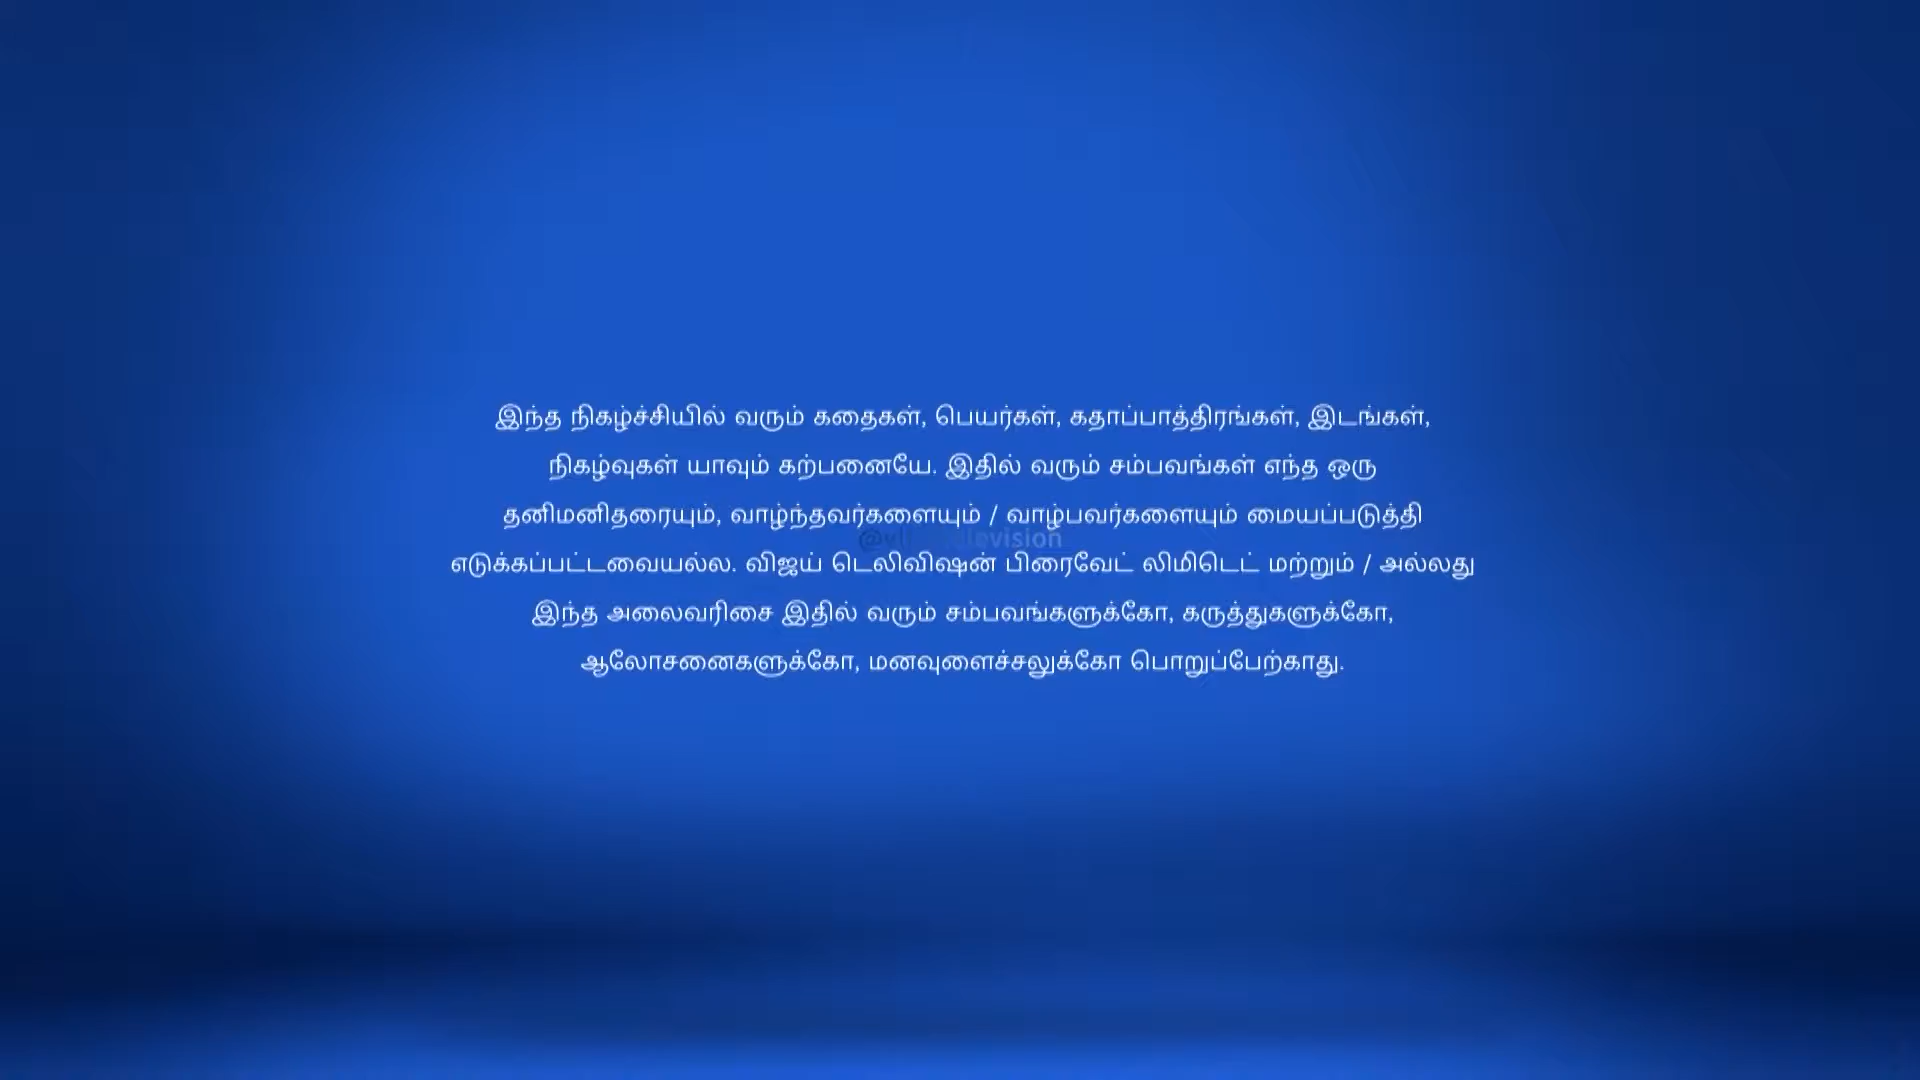 இந்த நிகழ்ச்சியில் வரும் கதைகள், பெயர்கள், கதாப்பாத்திரங்கள், இடங்கள்,
நிகழ்வுகள் யாவும் கற்பனையே. இதில் வரும் சம்பவங்கள் எந்த ஒரு
தனிமனிதரையும், வாழ்ந்தவர்களையும் / வாழ்பவர்களையும் மையப்படுத்தி
எடுக்கப்பட்டவையல்ல. விஜய் டெலிவிஷன் பிரைவேட் லிமிடெட் மற்றும் / அல்லது
இந்த அலைவரிசை இதில் வரும் சம்பவங்களுக்கோ, கருத்துகளுக்கோ,
ஆலோசனைகளுக்கோ, மனவுளைச்சலுக்கோ பொறுப்பேற்காது.